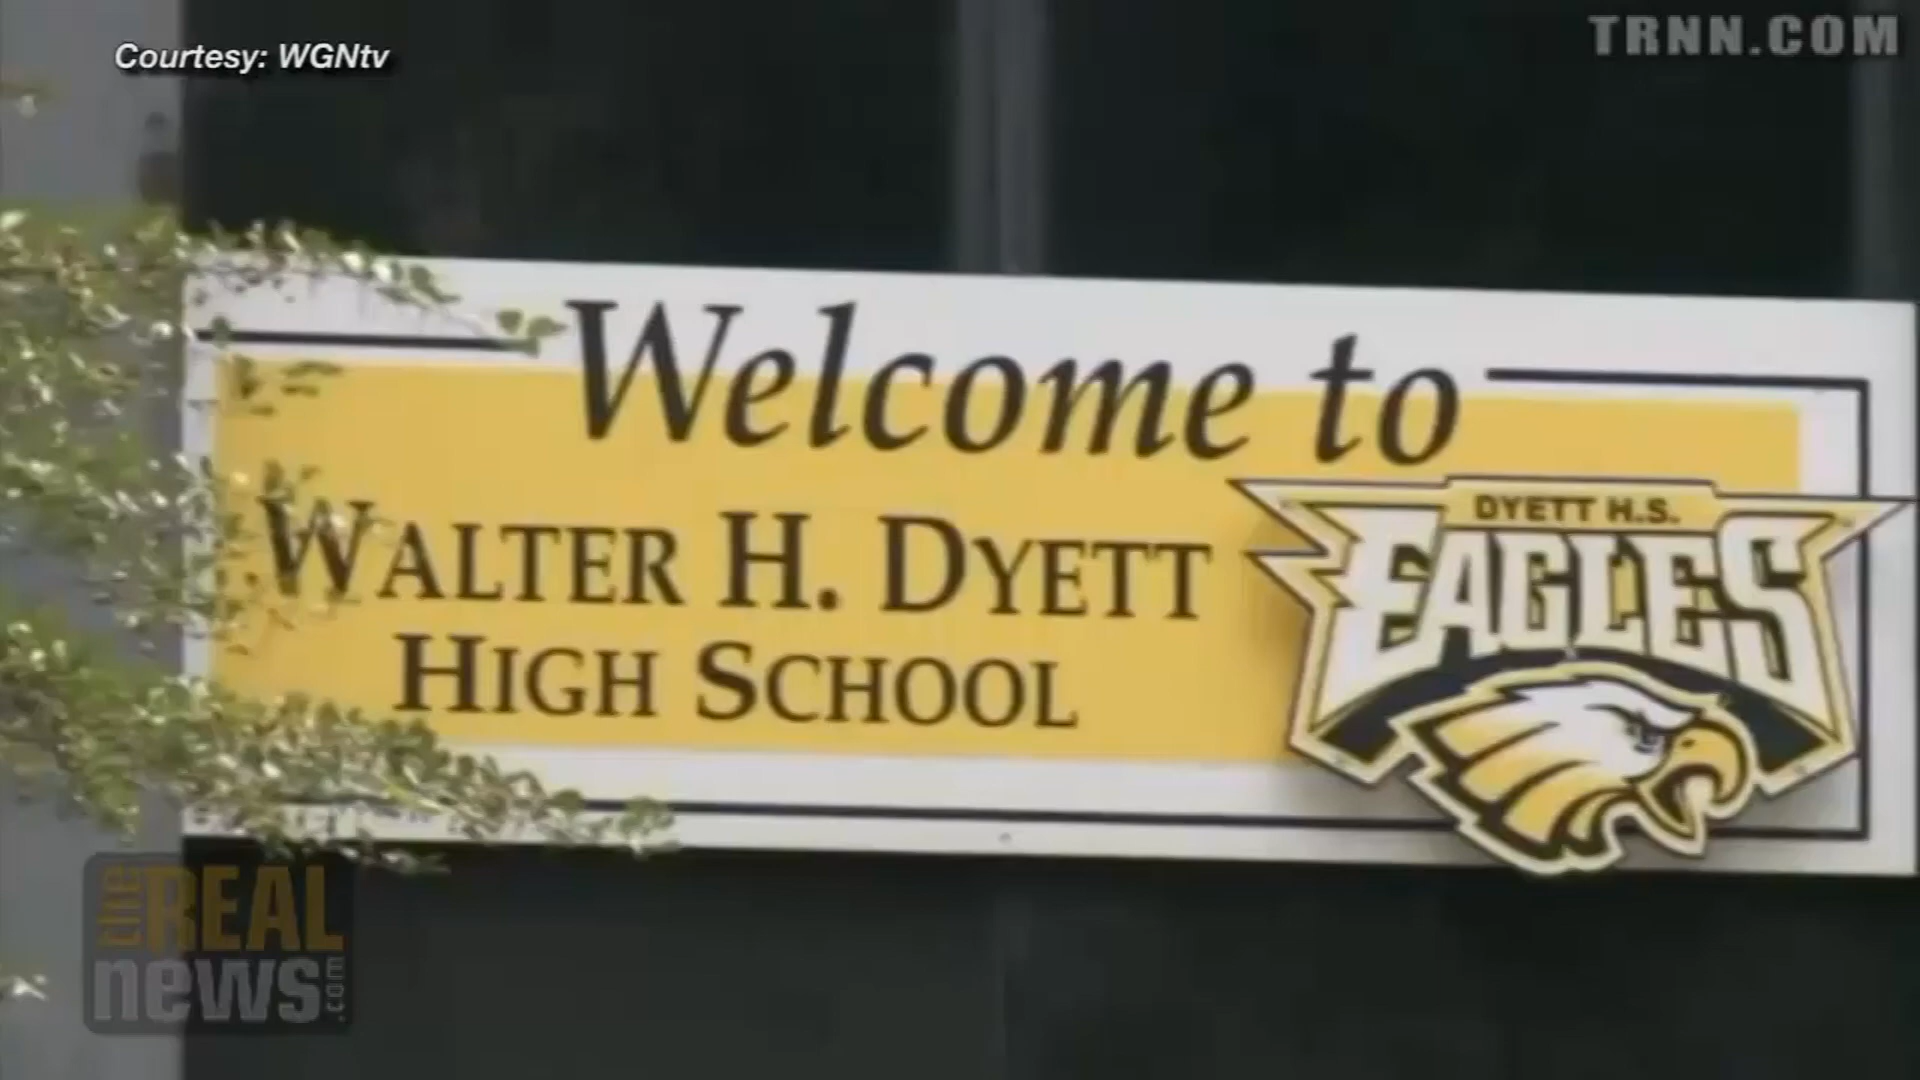 Courtesy: WGNtv
TRNN.COM
Welcome to
WALTER H. DYETT
HIGH SCHOOL
DYETT H.S.
EAGLES
the REAL
news.com